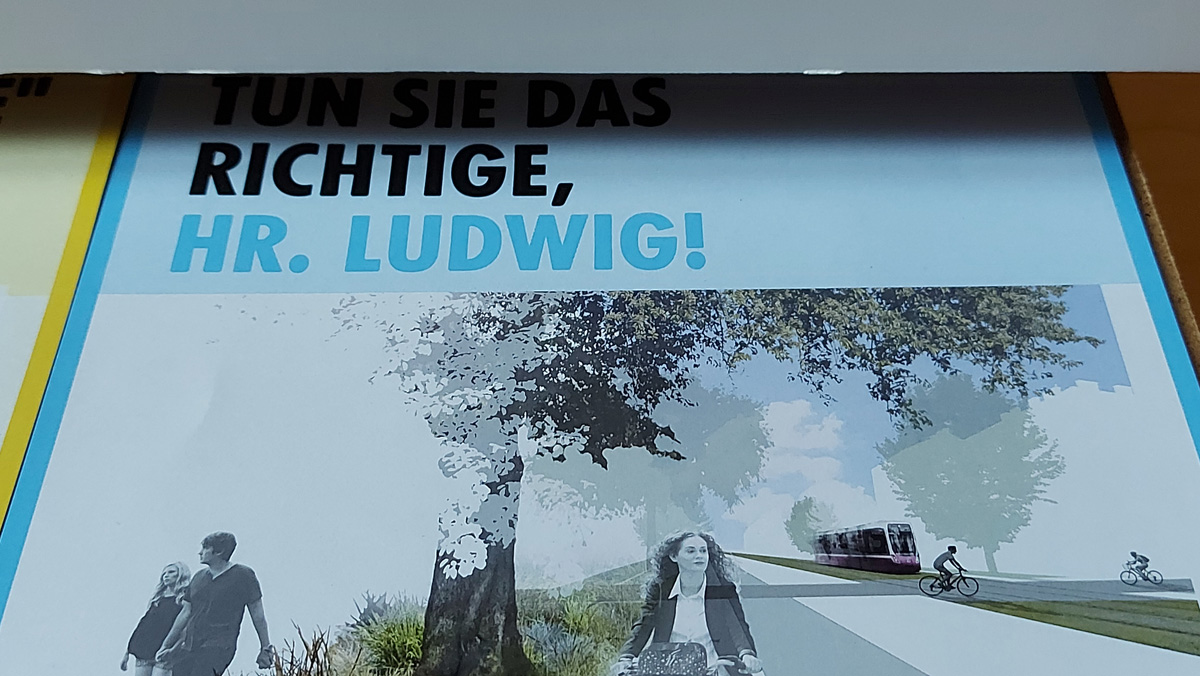 TUN SIE DAS
RICHTIGE,
HR. LUDWIG!